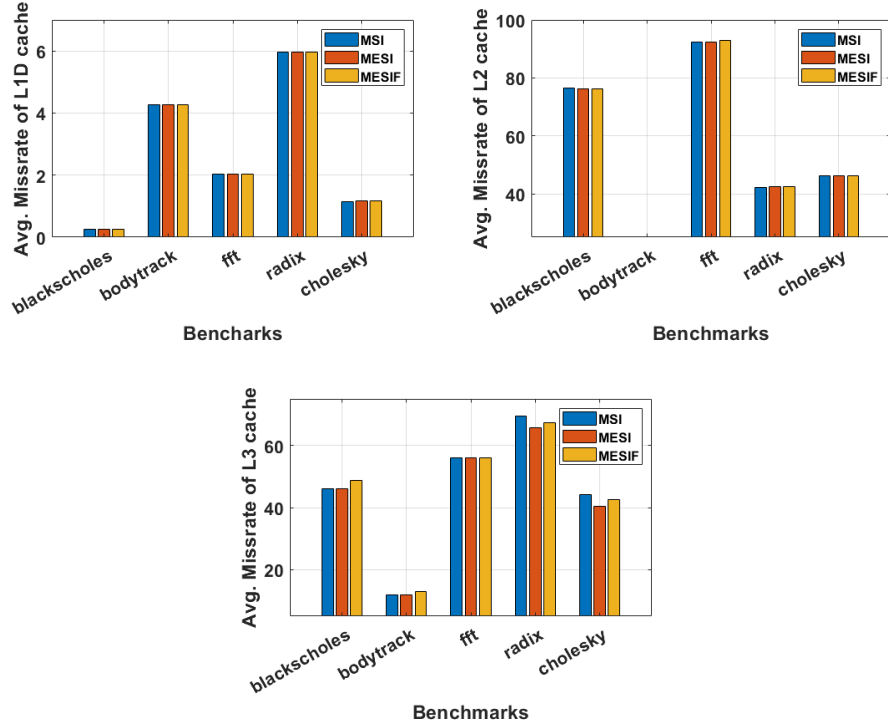 Avg. Missrate of L1D cache
6
4
2
0
MSI
MESI
MESIF
blackscholes
bodytrack
fft
radix
cholesky
Bencharks
Avg. Missrate of L2 cache
100
80
60
40
MSI
MESI
MESIF
blackscholes
bodytrack
fft
radix
cholesky
Benchmarks
Avg. Missrate of L3 cache
60
40
20
MSI
MESI
MESIF
blackscholes
bodytrack
fft
radix
cholesky
Benchmarks